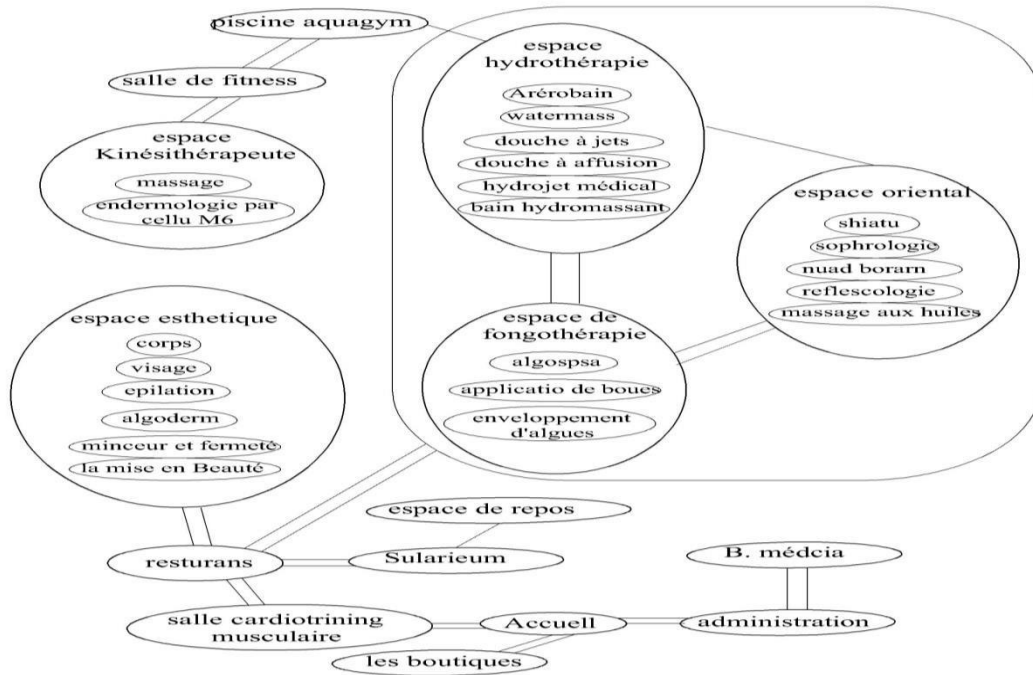 piscine aquagym
salle de fitness
espace
Kinésithérapeute
massage
endermologie par
cellu M6
espace
hydrothérapie
Arérobain
watermass
douche à jets
douche à affusion
hydrojet médical
bain hydromassant
espace oriental
shiatu
sophrologie
nuad borarn
reflescologie
massage aux huiles
espace esthetique
corps
visage
epilation
algoderm
minceur et fermeté
la mise en Beauté
espace de
fongothérapie
algospsa
applicatio de boues
enveloppement
d'algues
espace de repos
resturans
Sularieum
B. médcia
salle cardiotrining
musculaire
Accuell
administration
les boutiques